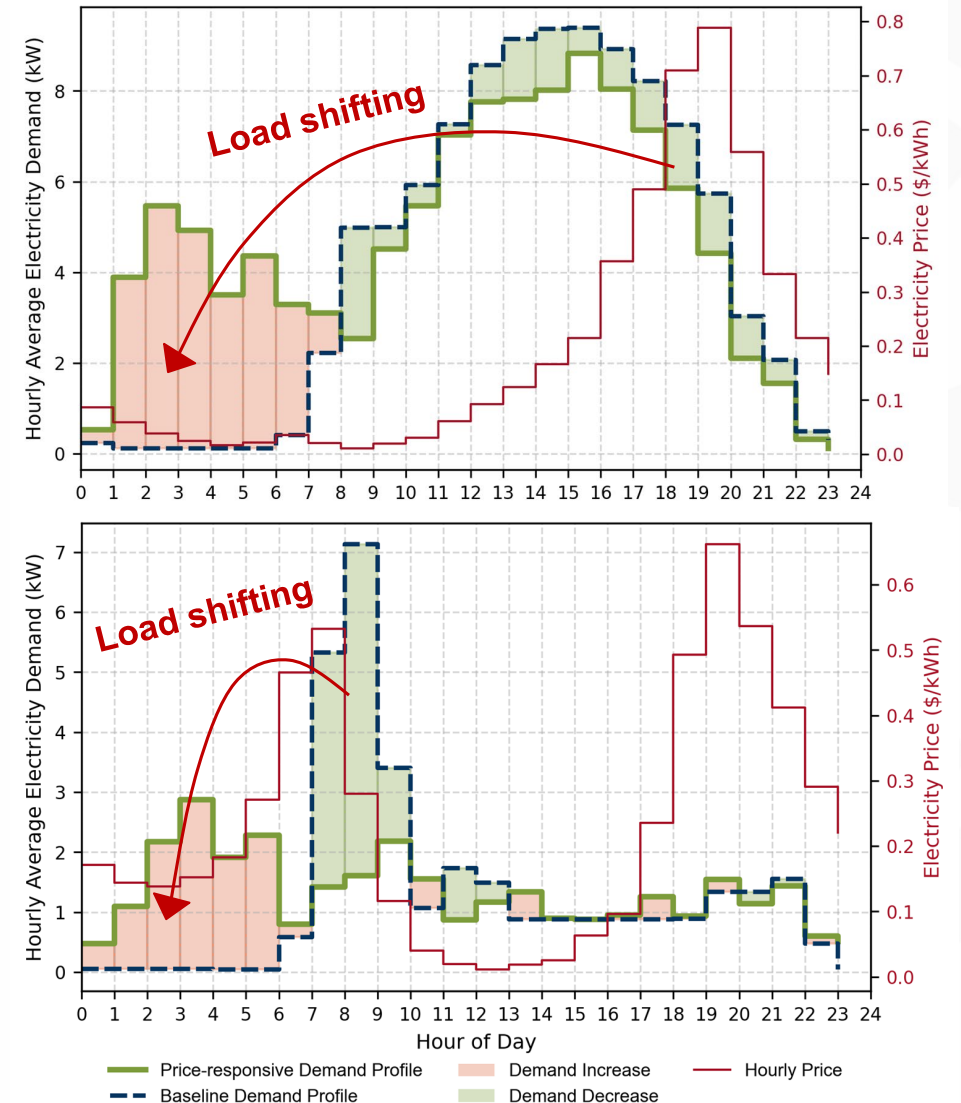 Hourly Average Electricity Demand (kW)
8
6
4
2
0
Load shifting
0.8
0.7
0.6
0.5
0.4
0.3
0.2
0.1
0.0
Electricity Price ($/kWh)
0 1 2 3 4 5 6 7 8 9 10 11 12 13 14 15 16 17 18 19 20 21 22 23 24
Hourly Average Electricity Demand (kW)
7
6
5
4
3
2
1
0
Load shifting
0.6
0.5
0.4
0.3
0.2
0.1
0.0
Electricity Price ($/kWh)
0 1 2 3 4 5 6 7 8 9 10 11 12 13 14 15 16 17 18 19 20 21 22 23 24
Hour of Day
Price-responsive Demand Profile Demand Increase Hourly Price
Baseline Demand Profile Demand Decrease